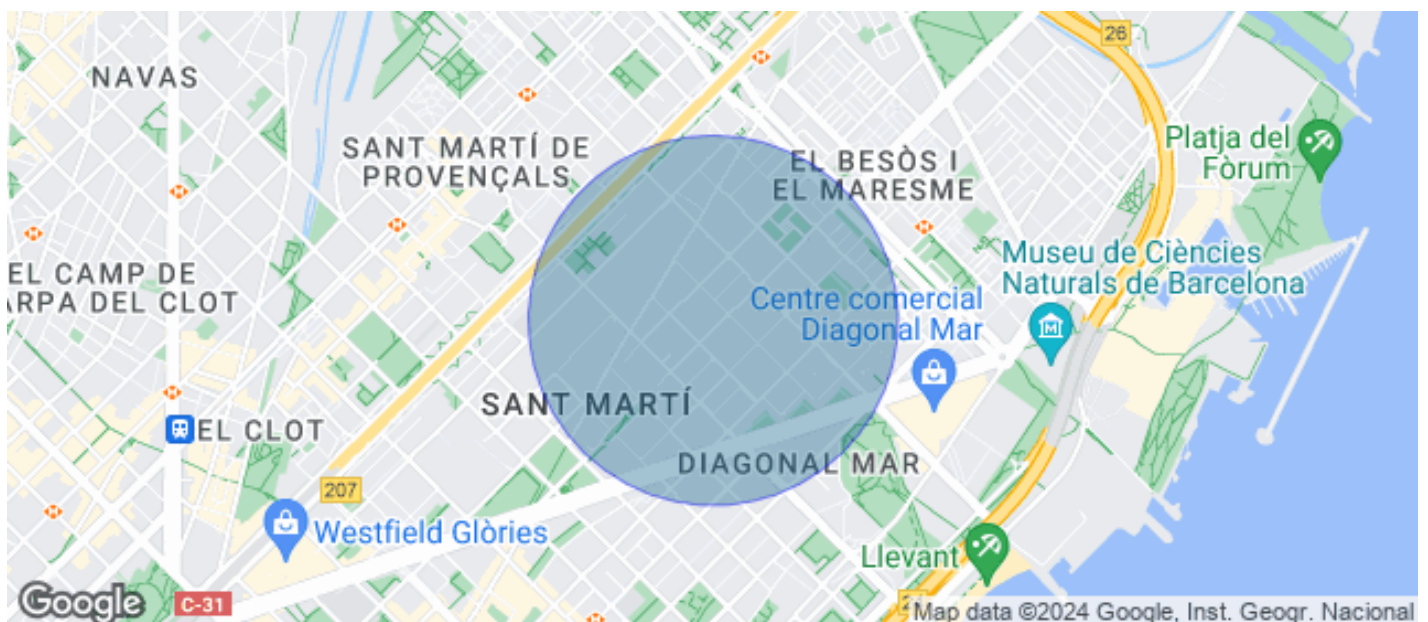 NAVAS
26
SANT MARTÍ DE
PROVENÇALS
EL BESÒS I
EL MARESME
Platja del
Fòrum
EL CAMP DE
ARPA DEL CLOT
Museu de Ciències
Naturals de Barcelona
Centre comercial
Diagonal Mar
SANT MARTÍ
EL CLOT
DIAGONAL MAR
207
Westfield Glòries
Llevant
Google
C-31
Map data ©2024 Google, Inst. Geogr. Nacional